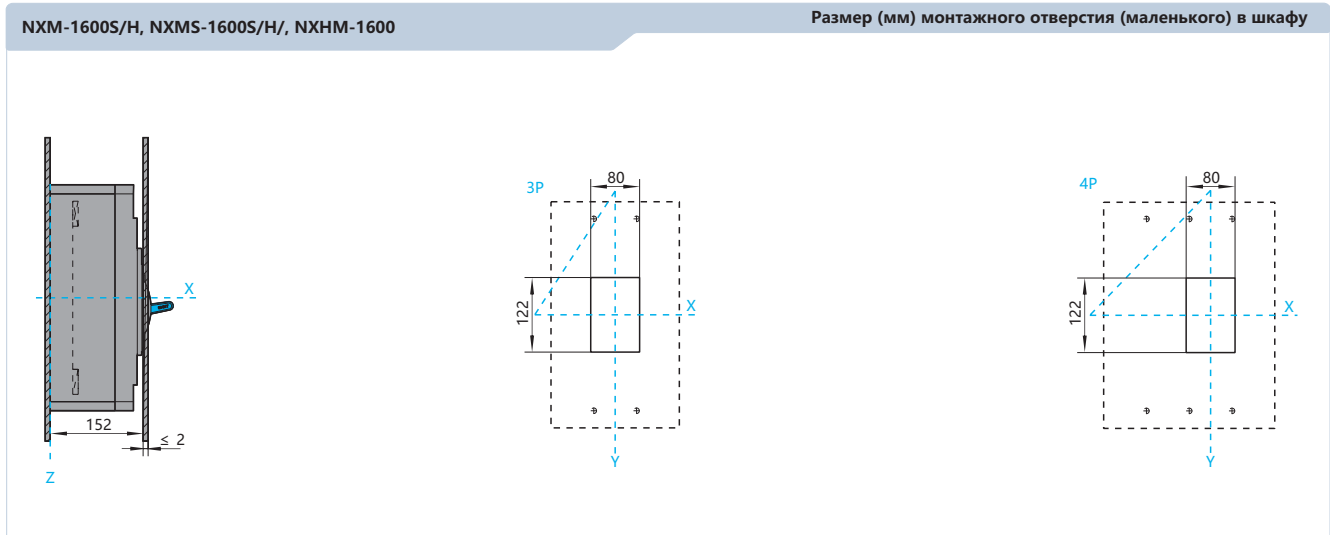 NXM-1600S/H, NXMS-1600S/H/, NXHM-1600
Размер (мм) монтажного отверстия (маленького) в шкафу
X
152
≤ 2
Z
3P
80
122
X
Y
4P
80
122
X
Y